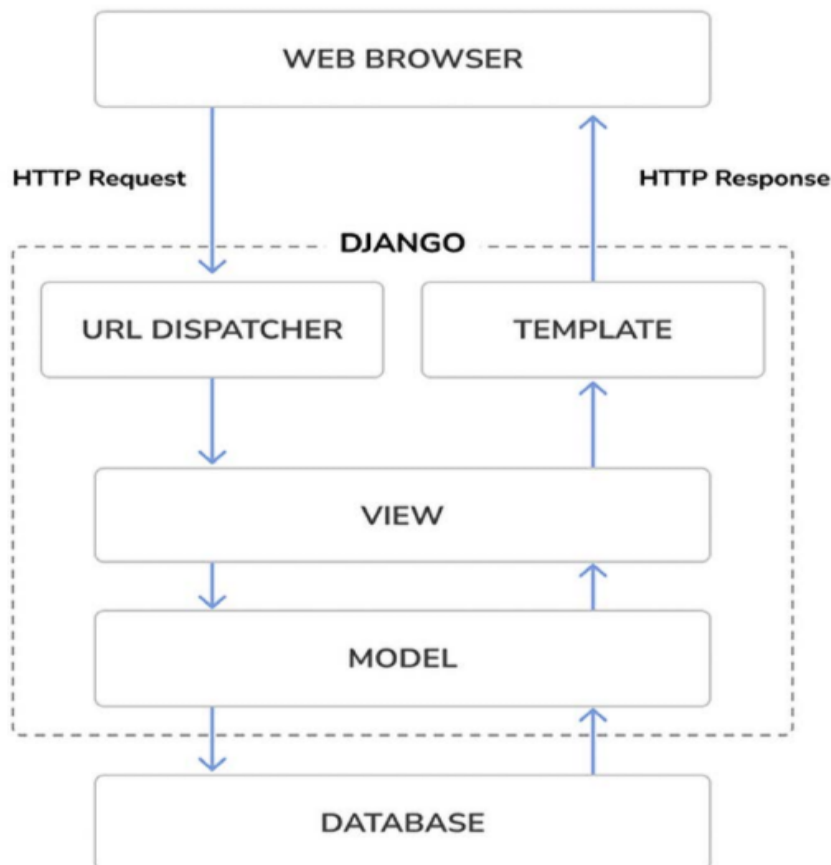 WEB BROWSER
HTTP Request
HTTP Response
DJANGO
URL DISPATCHER
TEMPLATE
VIEW
MODEL
DATABASE